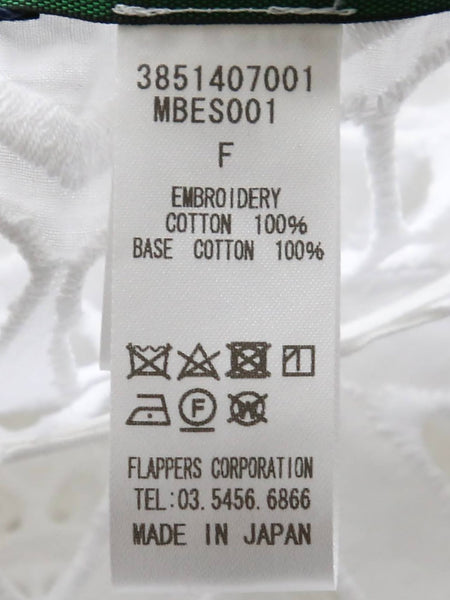 3851407001
MBES001
F
EMBROIDERY
COTTON 100%
BASE COTTON 100%
F
W
FLAPPERS CORPORATION
TEL:03.5456.6866
MADE IN JAPAN